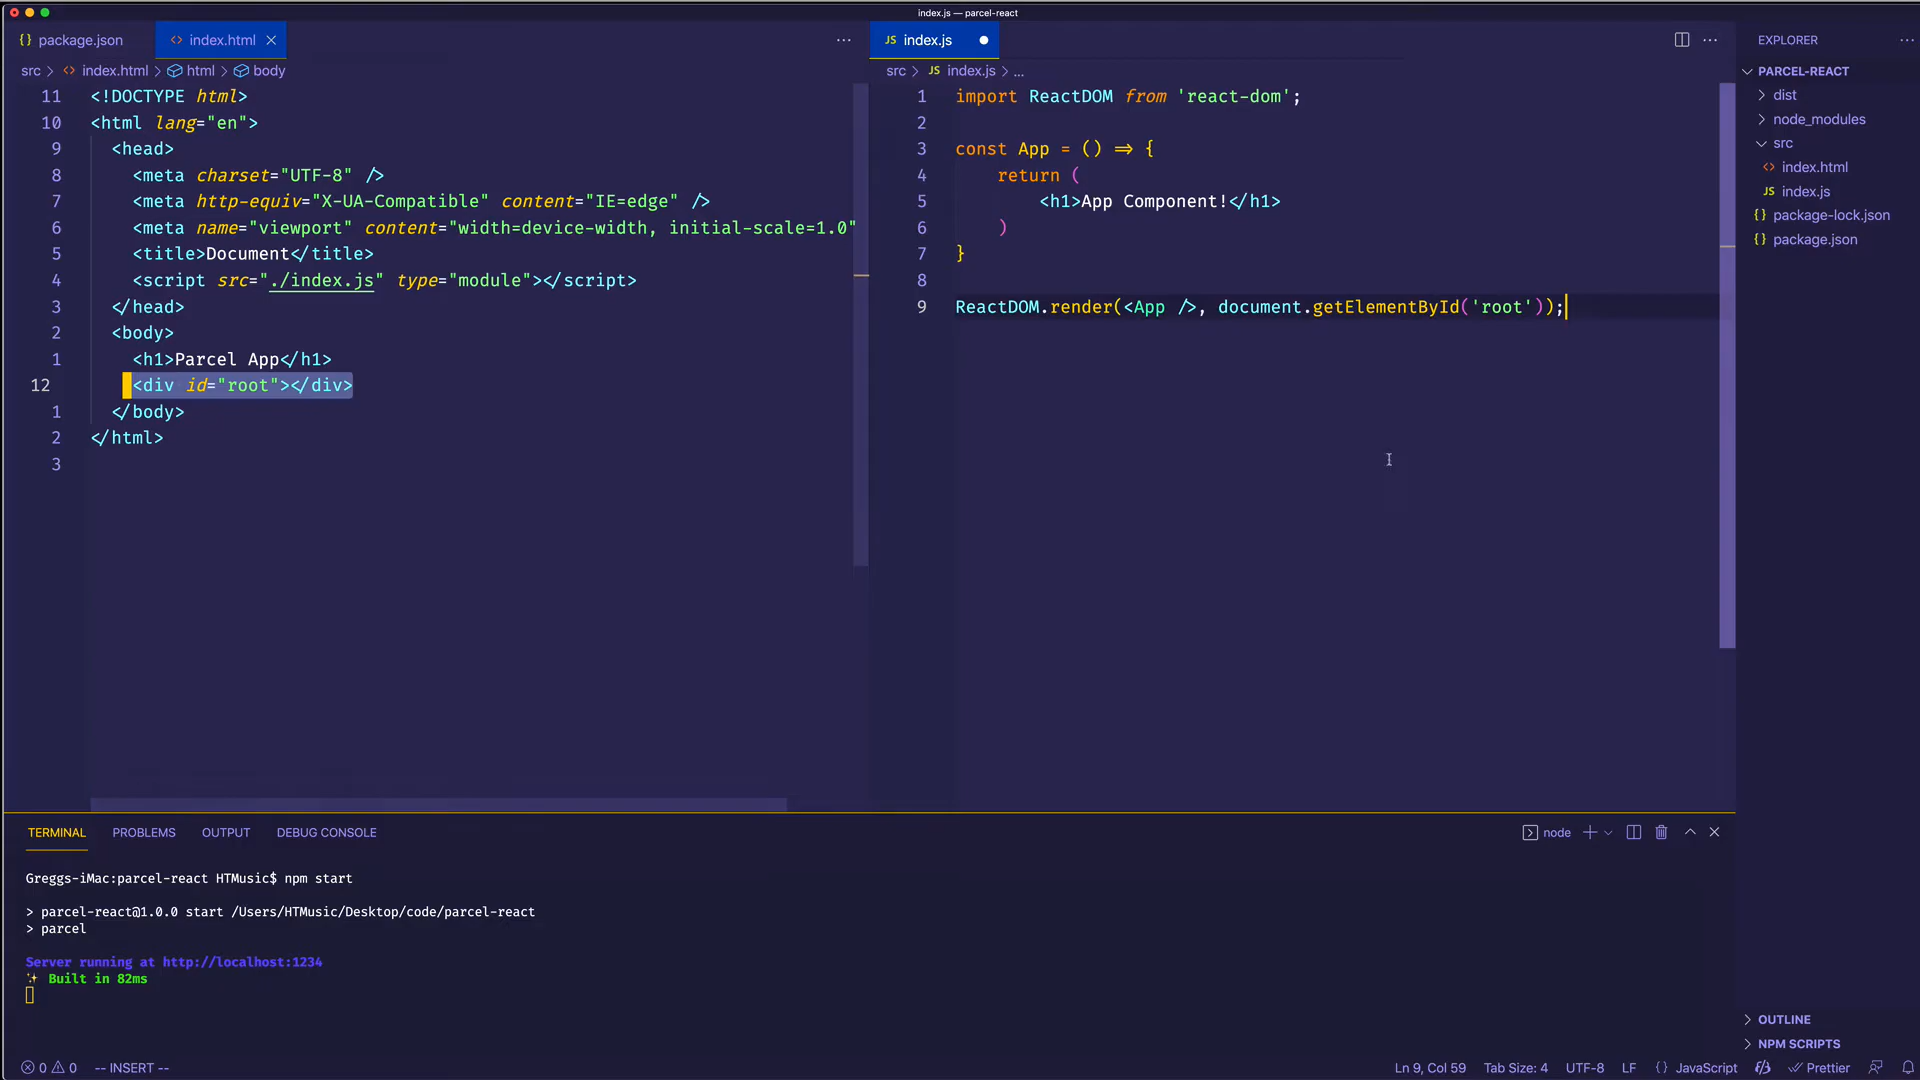 index.js — parcel-react
package.json
index.html
src > index.html > html > body
11 <!DOCTYPE html>
10 <html lang="en">
9 <head>
8 <meta charset="UTF-8" />
7 <meta http-equiv="X-UA-Compatible" content="IE=edge" />
6 <meta name="viewport" content="width=device-width, initial-scale=1.0"
5 <title>Document</title>
4 <script src="./index.js" type="module"></script>
3 </head>
2 <body>
1 <h1>Parcel App</h1>
12 <div id="root"></div>
1 </body>
2 </html>
3
JS index.js
src > JS index.js > ...
1 import ReactDOM from 'react-dom';
2
3 const App = () => {
4 return (
5 <h1>App Component!</h1>
6 )
7 }
8
9 ReactDOM.render(<App />, document.getElementById('root'));
EXPLORER
PARCEL-REACT
dist
node_modules
src
index.html
JS index.js
package-lock.json
package.json
OUTLINE
NPM SCRIPTS
TERMINAL PROBLEMS OUTPUT DEBUG CONSOLE
node
Greggs-iMac:parcel-react HTMusic$ npm start
> parcel-react@1.0.0 start /Users/HTMusic/Desktop/code/parcel-react
> parcel
Server running at http://localhost:1234
✨ Built in 82ms
0 0 -- INSERT --
Ln 9, Col 59 Tab Size: 4 UTF-8 LF {} JavaScript Prettier